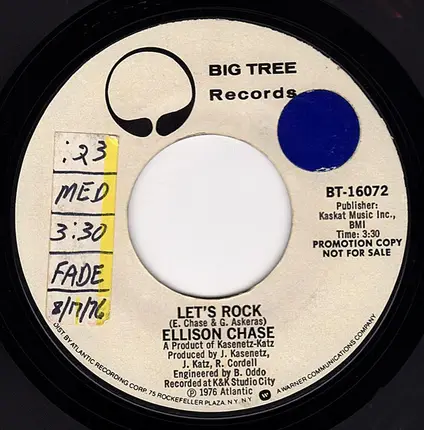 BIG TREE
Records
:23
MED
3:30
FADE
8/17/76
BT-16072
Publisher:
Kaskat Music Inc.,
BMI
Time: 3:30
PROMOTION COPY
NOT FOR SALE
LET'S ROCK
(E. Chase & G. Askeras)
ELLISON CHASE
A Product of Kasenetz-Katz
Produced by J. Kasenetz,
J. Katz, R. Cordell
Engineered by B. Oddo
Recorded at K&K Studio City
Ⓟ 1976 Atlantic
DIST. BY ATLANTIC RECORDING CORP. 75 ROCKEFELLER PLAZA, N.Y. N.Y. W A WARNER COMMUNICATIONS COMPANY